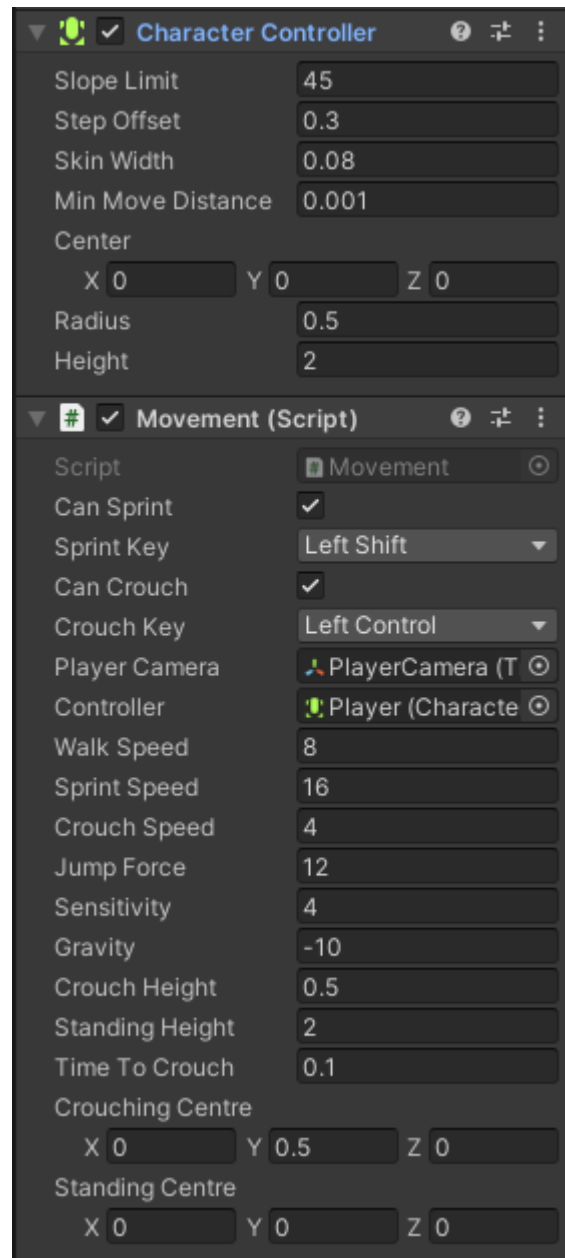 Character Controller
Slope Limit 45
Step Offset 0.3
Skin Width 0.08
Min Move Distance 0.001
Center
X 0 Y 0 Z 0
Radius 0.5
Height 2
# Movement (Script)
Script # Movement
Can Sprint
Sprint Key Left Shift
Can Crouch
Crouch Key Left Control
Player Camera PlayerCamera (T
Controller Player (Characte
Walk Speed 8
Sprint Speed 16
Crouch Speed 4
Jump Force 12
Sensitivity 4
Gravity -10
Crouch Height 0.5
Standing Height 2
Time To Crouch 0.1
Crouching Centre
X 0 Y 0.5 Z 0
Standing Centre
X 0 Y 0 Z 0